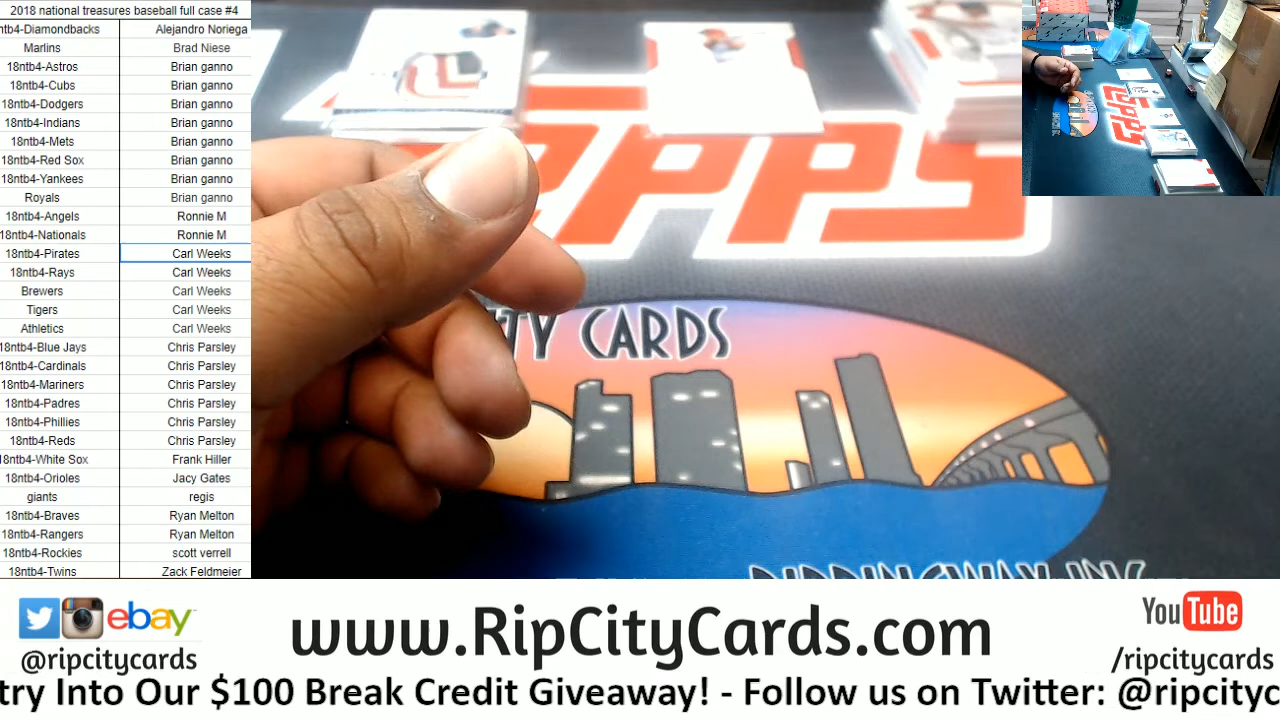 2018 national treasures baseball full case #4
ntb4-Diamondbacks Alejandro Noriega
Marlins Brad Niese
18ntb4-Astros Brian ganno
18ntb4-Cubs Brian ganno
18ntb4-Dodgers Brian ganno
18ntb4-Indians Brian ganno
18ntb4-Mets Brian ganno
18ntb4-Red Sox Brian ganno
18ntb4-Yankees Brian ganno
Royals Brian ganno
18ntb4-Angels Ronnie M
18ntb4-Nationals Ronnie M
18ntb4-Pirates Carl Weeks
18ntb4-Rays Carl Weeks
Brewers Carl Weeks
Tigers Carl Weeks
Athletics Carl Weeks
18ntb4-Blue Jays Chris Parsley
18ntb4-Cardinals Chris Parsley
18ntb4-Mariners Chris Parsley
18ntb4-Padres Chris Parsley
18ntb4-Phillies Chris Parsley
18ntb4-Reds Chris Parsley
18ntb4-White Sox Frank Hiller
18ntb4-Orioles Jacy Gates
giants regis
18ntb4-Braves Ryan Melton
18ntb4-Rangers Ryan Melton
18ntb4-Rockies scott verrell
18ntb4-Twins Zack Feldmeier
topps
ITY CARDS
ebay
@ripcitycards
www.RipCityCards.com
YouTube
/ripcitycards
try Into Our $100 Break Credit Giveaway! - Follow us on Twitter: @ripcityc